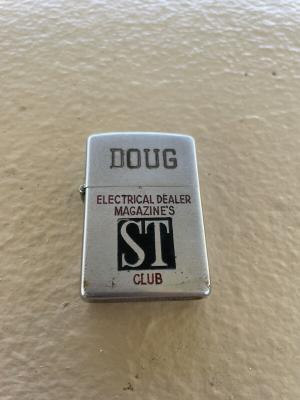 DOUG
ELECTRICAL DEALER
MAGAZINE'S
ST
CLUB